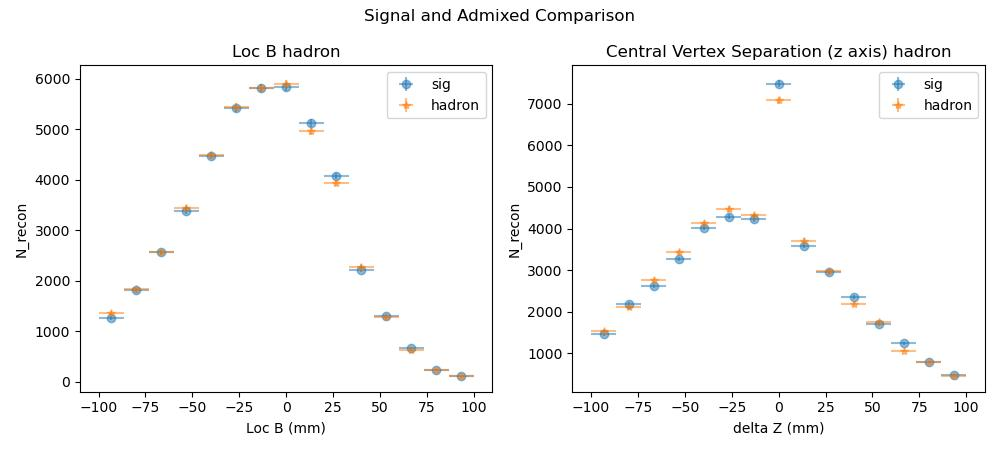 Signal and Admixed Comparison
Loc B hadron
N_recon
6000
5000
4000
3000
2000
1000
0
sig
hadron
−100 −75 −50 −25 0 25 50 75 100
Loc B (mm)
Central Vertex Separation (z axis) hadron
N_recon
7000
6000
5000
4000
3000
2000
1000
sig
hadron
−100 −75 −50 −25 0 25 50 75 100
delta Z (mm)